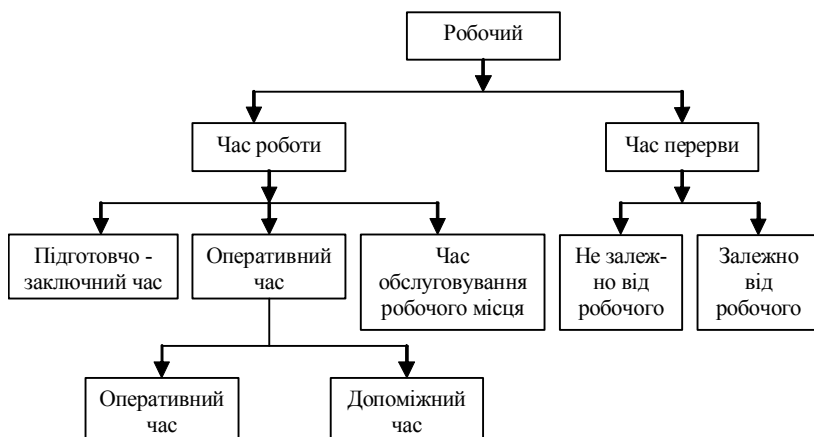 Робочий
Час роботи
Час перерви
Підготовчо -
заключний час
Оперативний
час
Час
обслуговування
робочого місця
Не залеж-
но від
робочого
Залежно
від
робочого
Оперативний
час
Допоміжний
час